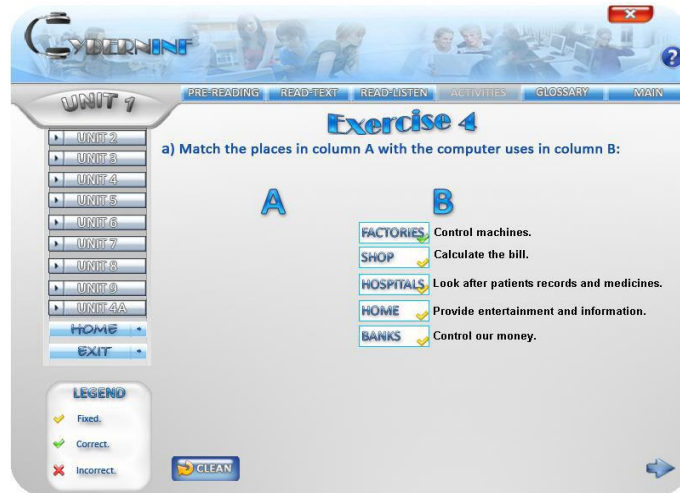 CYBERNINF
UNIT 1
PRE-READING READ-TEXT READ-LISTEN ACTIVITIES GLOSSARY MAIN
UNIT 2
UNIT 3
UNIT 4
UNIT 5
UNIT 6
UNIT 7
UNIT 8
UNIT 9
UNIT 4A
HOME
EXIT
LEGEND
Fixed.
Correct.
Incorrect.
Exercise 4
a) Match the places in column A with the computer uses in column B:
A B
FACTORIES Control machines.
SHOP Calculate the bill.
HOSPITALS Look after patients records and medicines.
HOME Provide entertainment and information.
BANKS Control our money.
CLEAN